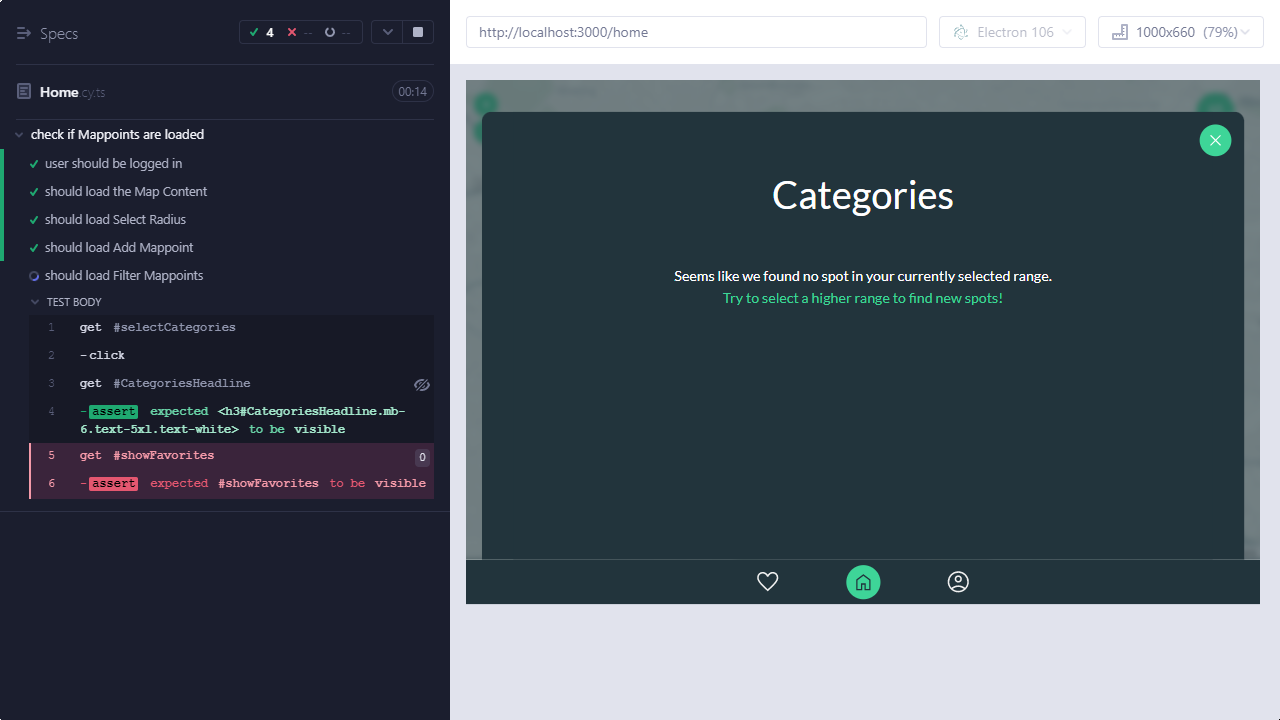 Specs
4 -- --
Home.cy.ts
00:14
check if Mappoints are loaded
user should be logged in
should load the Map Content
should load Select Radius
should load Add Mappoint
should load Filter Mappoints
TEST BODY
1 get #selectCategories
2 -click
3 get #CategoriesHeadline
4 -assert expected <h3#CategoriesHeadline.mb-
6.text-5xl.text-white> to be visible
5 get #showFavorites 0
6 -assert expected #showFavorites to be visible
http://localhost:3000/home
Electron 106
1000x660 (79%)
Categories
Seems like we found no spot in your currently selected range.
Try to select a higher range to find new spots!